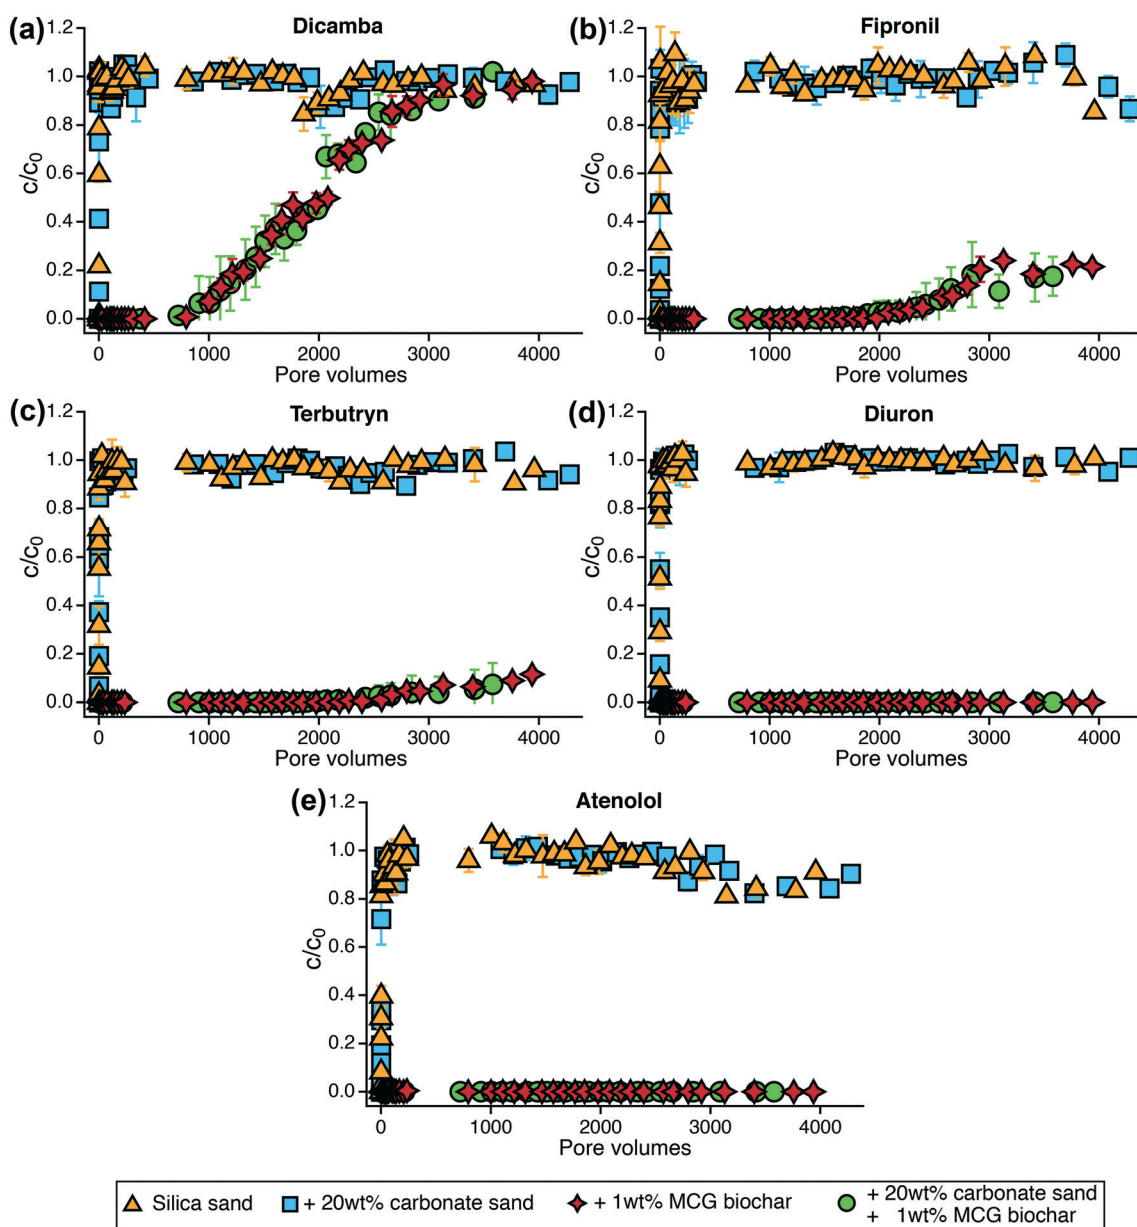 (a) Dicamba
1.2
1.0
0.8
0.6
0.4
0.2
0.0
c/c0
0 1000 2000 3000 4000
Pore volumes
(b) Fipronil
1.2
1.0
0.8
0.6
0.4
0.2
0.0
c/c0
0 1000 2000 3000 4000
Pore volumes
(c) Terbutryn
1.2
1.0
0.8
0.6
0.4
0.2
0.0
c/c0
0 1000 2000 3000 4000
(d) Diuron
1.2
1.0
0.8
0.6
0.4
0.2
0.0
c/c0
0 1000 2000 3000 4000
(e) Atenolol
1.2
1.0
0.8
0.6
0.4
0.2
0.0
c/c0
0 1000 2000 3000 4000
Pore volumes
Silica sand
+ 20wt% carbonate sand
+ 1wt% MCG biochar
+ 20wt% carbonate sand
+ 1wt% MCG biochar